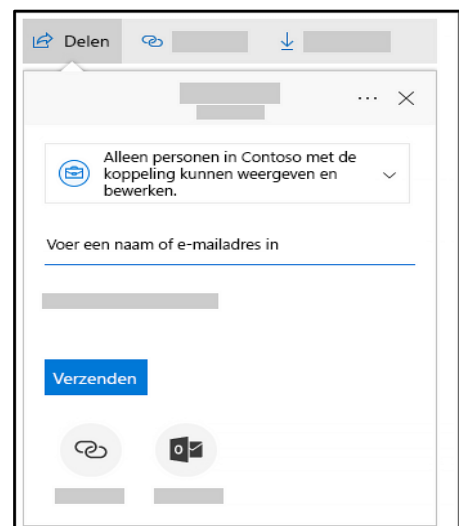 Delen
Alleen personen in Contoso met de
koppeling kunnen weergeven en
bewerken.
Voer een naam of e-mailadres in
Verzenden